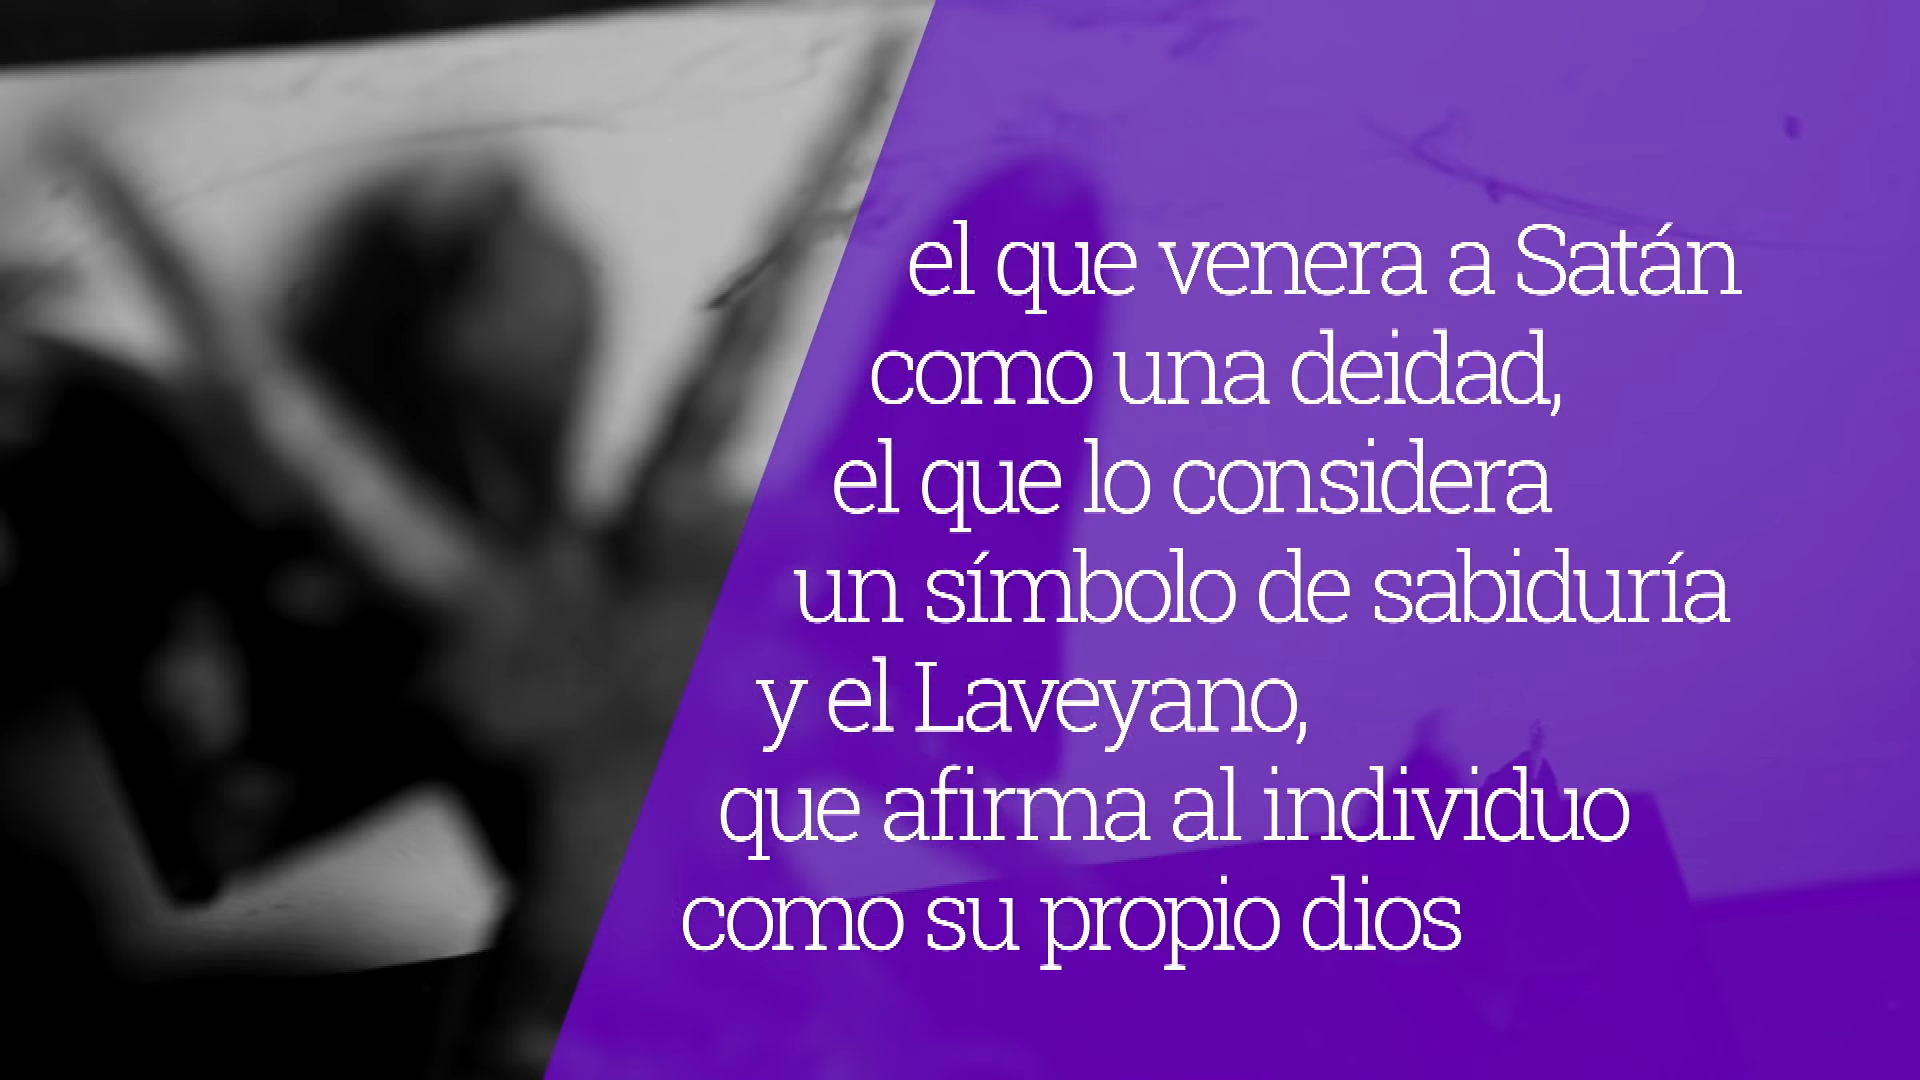 el que venera a Satán
como una deidad,
el que lo considera
un símbolo de sabiduría
y el Laveyano,
que afirma al individuo
como su propio dios